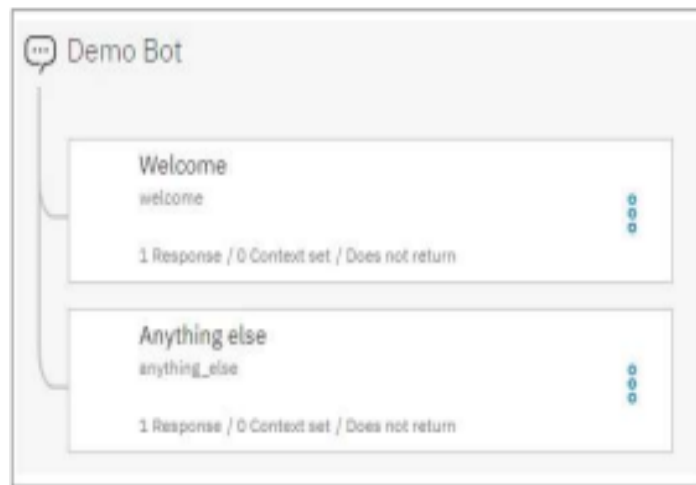 Demo Bot
Welcome
welcome
1 Response / 0 Context set / Does not return
Anything else
anything_else
1 Response / 0 Context set / Does not return